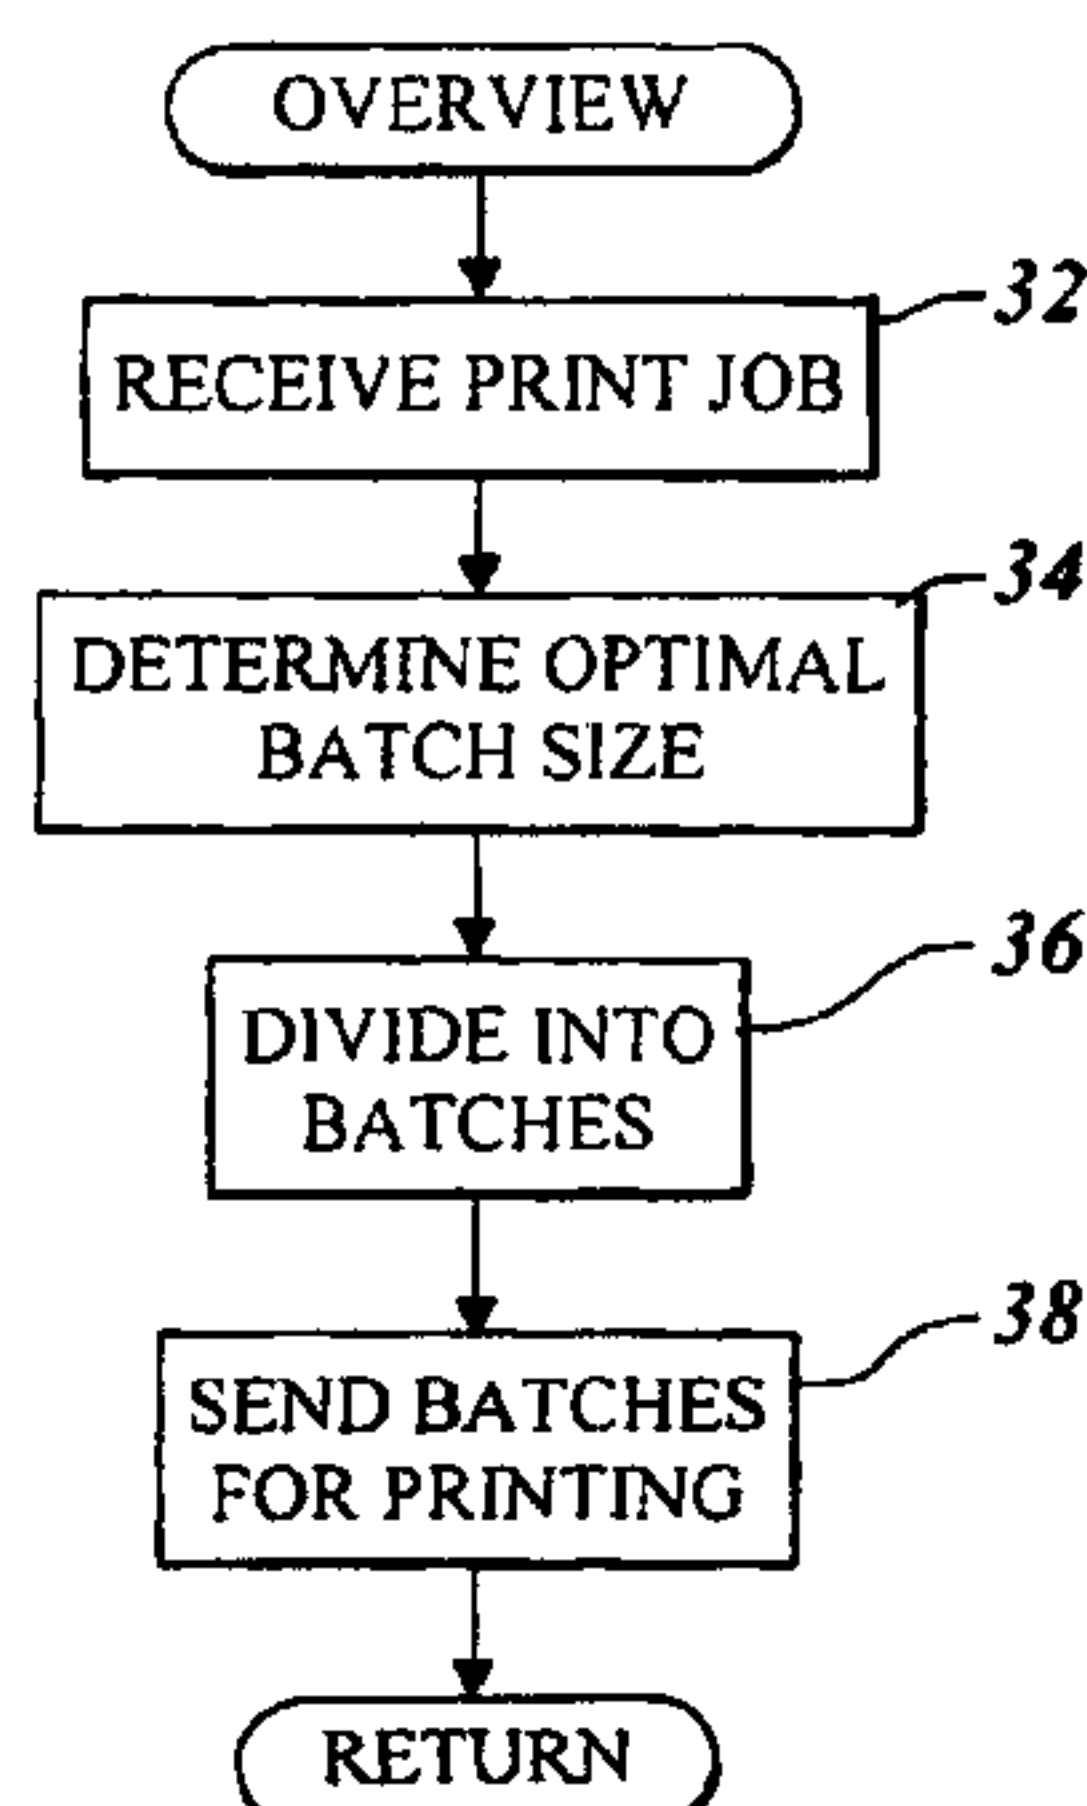 OVERVIEW
32
RECEIVE PRINT JOB
34
DETERMINE OPTIMAL
BATCH SIZE
36
DIVIDE INTO
BATCHES
38
SEND BATCHES
FOR PRINTING
RETURN